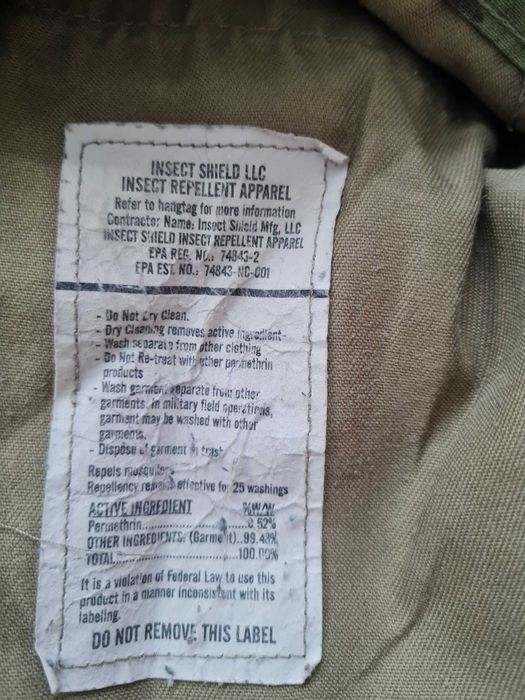 INSECT SHIELD LLC
INSECT REPELLENT APPAREL
Refer to hangtag for more information
Contractor Name: Insect Shield Mfg, LLC
INSECT SHIELD INSECT REPELLENT APPAREL
EPA REG. NO.: 74843-2
EPA EST. NO.: 74843-NC-001
- Do Not Dry Clean.
- Dry Cleaning removes active ingredient
- Wash separate from other clothing
- Do Not Re-treat with other permethrin
products
- Wash garment separate from other
garments. In military field operations,
garment may be washed with other
garments.
- Dispose of garment in trash
Repels mosquitoes
Repellency remains effective for 25 washings
ACTIVE INGREDIENT %W/W
Permethrin..................0.52%
OTHER INGREDIENTS: (Garment)..99.48%
TOTAL......................100.00%
It is a violation of Federal Law to use this
product in a manner inconsistent with its
labeling.
DO NOT REMOVE THIS LABEL